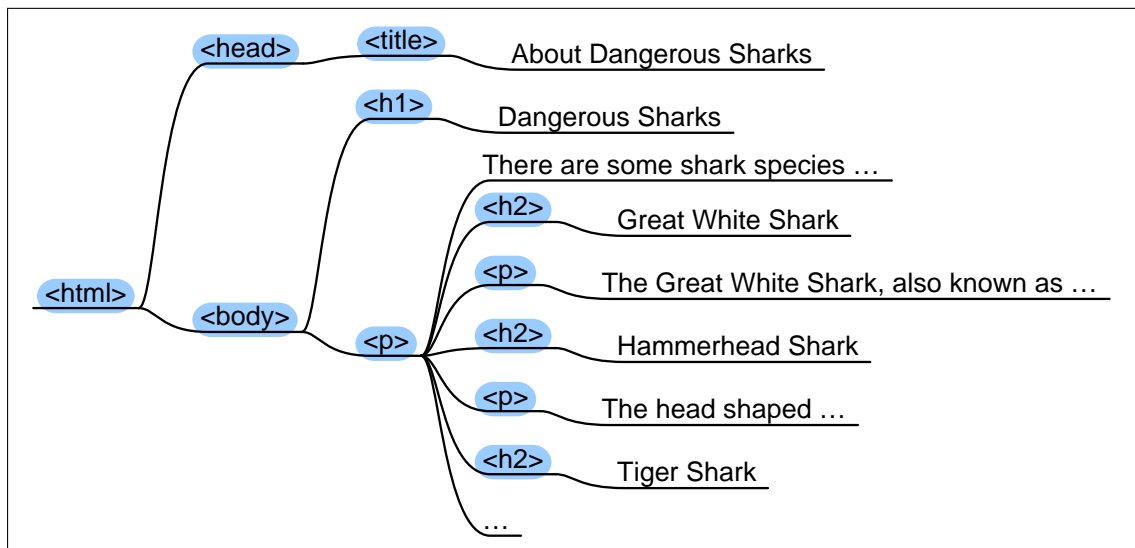 <head>
<title>
About Dangerous Sharks
<h1>
Dangerous Sharks
There are some shark species …
<h2>
Great White Shark
<html>
<body>
<p>
<p>
The Great White Shark, also known as …
<h2>
Hammerhead Shark
<p>
The head shaped …
<h2>
Tiger Shark
…